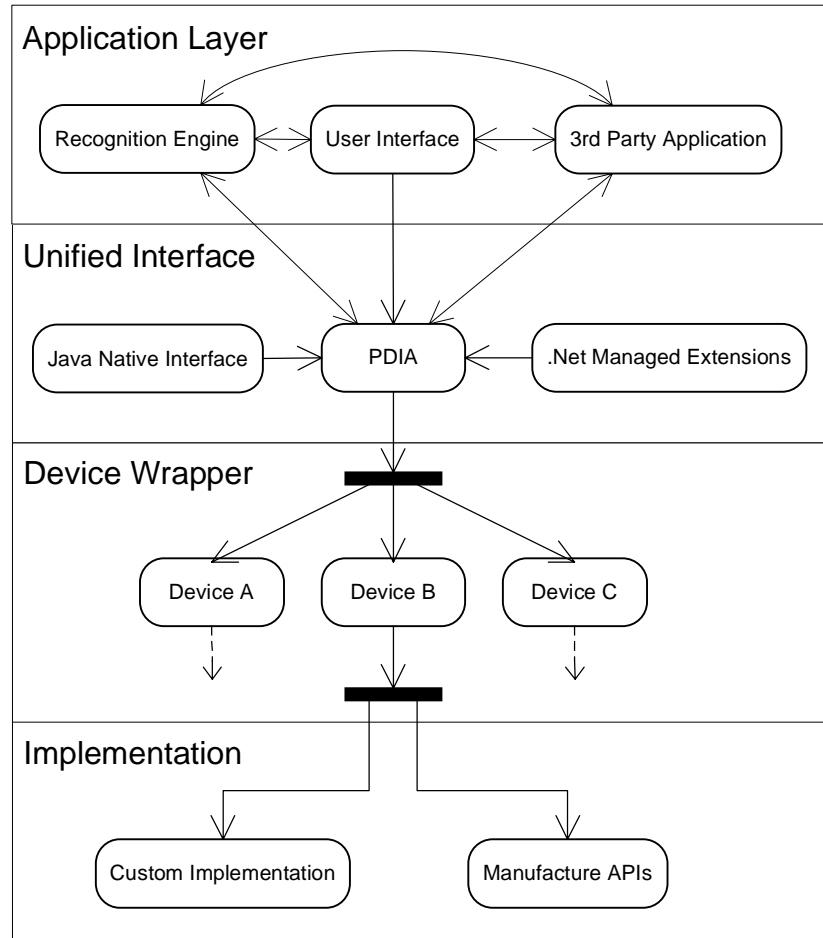 Application Layer
Recognition Engine
User Interface
3rd Party Application
Unified Interface
Java Native Interface
PDIA
.Net Managed Extensions
Device Wrapper
Device A
Device B
Device C
Implementation
Custom Implementation
Manufacture APIs